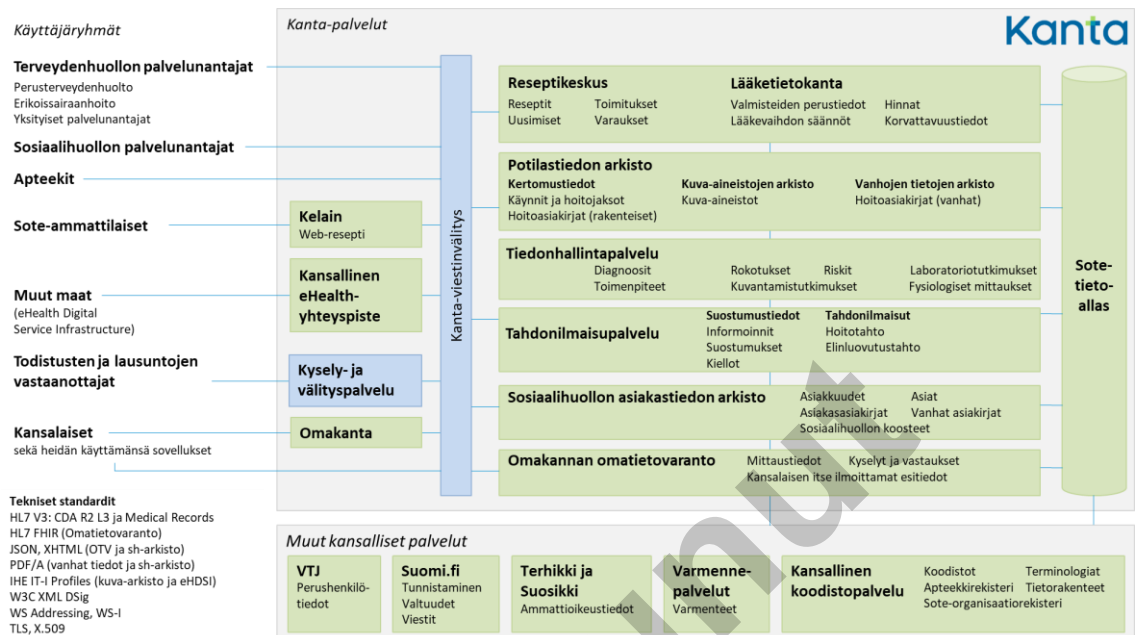 Käyttäjäryhmät
Terveydenhuollon palvelunantajat
Perusterveydenhuolto
Erikoissairaanhoito
Yksityiset palvelunantajat
Sosiaalihuollon palvelunantajat
Apteekit
Sote-ammattilaiset
Muut maat
(eHealth Digital
Service Infrastructure)
Todistusten ja lausuntojen
vastaanottajat
Kansalaiset
sekä heidän käyttämänsä sovellukset
Tekniset standardit
HL7 V3: CDA R2 L3 ja Medical Records
HL7 FHIR (Omatietovaranto)
JSON, XHTML (OTV ja sh-arkisto)
PDF/A (vanhat tiedot ja sh-arkisto)
IHE IT-I Profiles (kuva-arkisto ja eHDSI)
W3C XML DSig
WS Addressing, WS-I
TLS, X.509
Kanta-palvelut
Kanta
Kelain
Web-resepti
Kansallinen
eHealth-
yhteyspiste
Kysely- ja
välityspalvelu
Omakanta
Kanta-viestinvälitys
Reseptikeskus
Reseptit Toimitukset
Uusimiset Varaukset
Lääketietokanta
Valmisteiden perustiedot Hinnat
Lääkevaihdon säännöt Korvattavuustiedot
Potilastiedon arkisto
Kertomustiedot
Käynnit ja hoitojaksot
Hoitoasiakirjat (rakenteiset)
Kuva-aineistojen arkisto
Kuva-aineistot
Vanhojen tietojen arkisto
Hoitoasiakirjat (vanhat)
Tiedonhallintapalvelu
Diagnoosit Rokotukset Riskit Laboratoriotutkimukset
Toimenpiteet Kuvantamistutkimukset Fysiologiset mittaukset
Tahdonilmaisupalvelu
Suostumustiedot
Informoinnit
Suostumukset
Kiellot
Tahdonilmaisut
Hoitotahto
Elinluovutustahto
Sosiaalihuollon asiakastiedon arkisto
Asiakkuudet Asiat
Asiakasasiakirjat Vanhat asiakirjat
Sosiaalihuollon koosteet
Omakannan omatietovaranto
Mittaustiedot Kyselyt ja vastaukset
Kansalaisen itse ilmoittamat esitiedot
Sote-
tieto-
allas
Muut kansalliset palvelut
VTJ
Perushenkilö-
tiedot
Suomi.fi
Tunnistaminen
Valtuudet
Viestit
Terhikki ja
Suosikki
Ammattioikeustiedot
Varmenne-
palvelut
Varmenteet
Kansallinen
koodistopalvelu
Koodistot Terminologiat
Apteekkirekisteri Tietorakenteet
Sote-organisaatiorekisteri